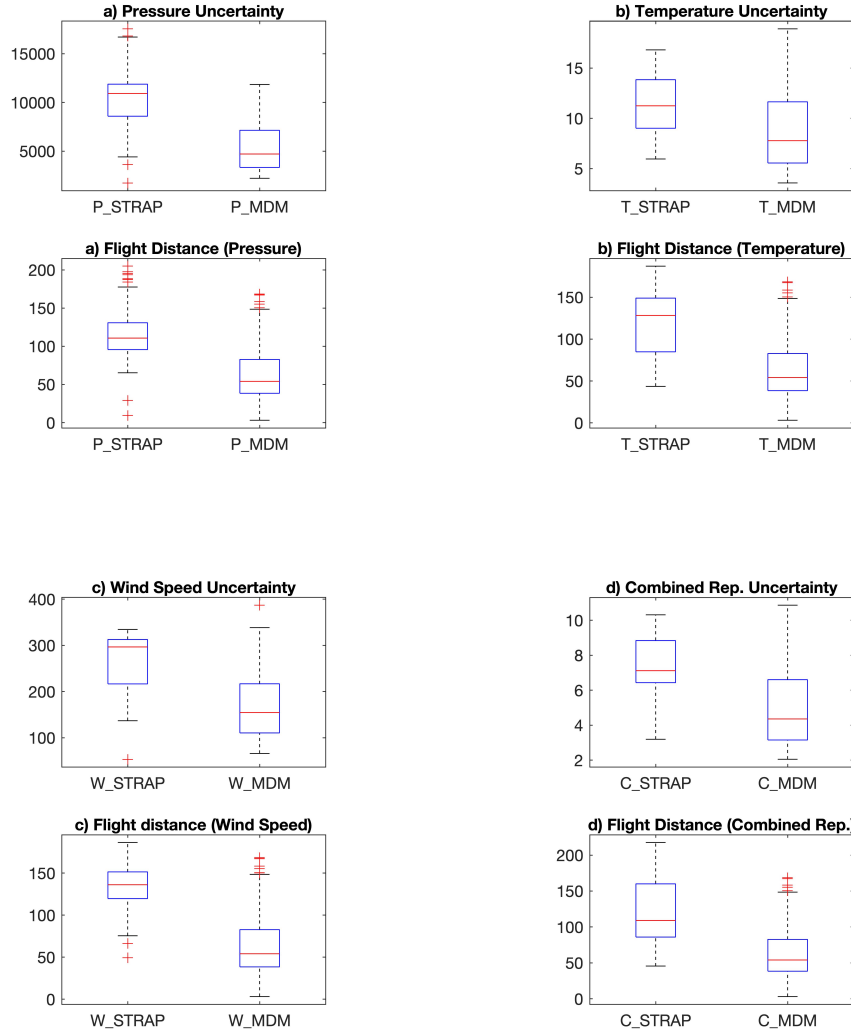 a) Pressure Uncertainty
15000
10000
5000
P_STRAP P_MDM
b) Temperature Uncertainty
15
10
5
T_STRAP T_MDM
a) Flight Distance (Pressure)
200
150
100
50
0
P_STRAP P_MDM
b) Flight Distance (Temperature)
150
100
50
0
T_STRAP T_MDM
c) Wind Speed Uncertainty
400
300
200
100
W_STRAP W_MDM
d) Combined Rep. Uncertainty
10
8
6
4
2
C_STRAP C_MDM
c) Flight distance (Wind Speed)
150
100
50
0
W_STRAP W_MDM
d) Flight Distance (Combined Rep.
200
150
100
50
0
C_STRAP C_MDM